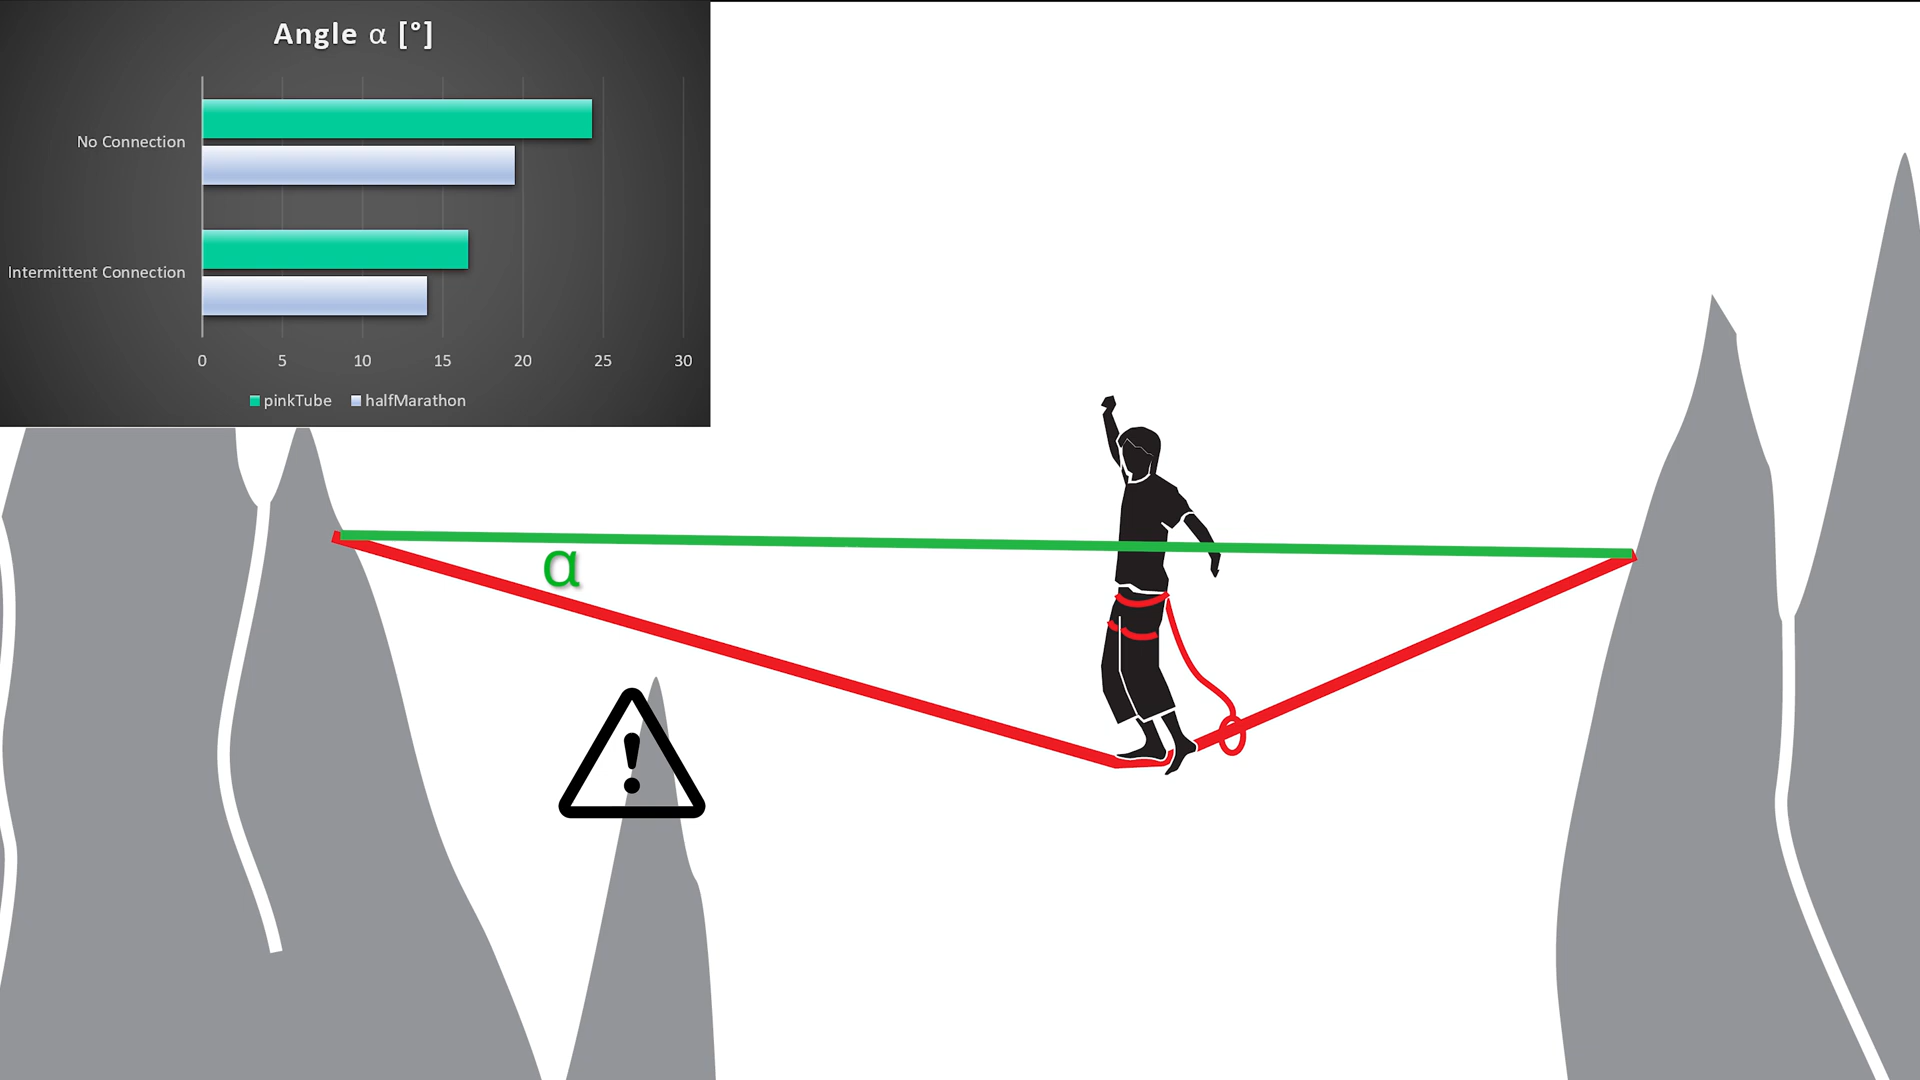 Angle α [°]
No Connection
Intermittent Connection
0 5 10 15 20 25 30
pinkTube halfMarathon
α
!